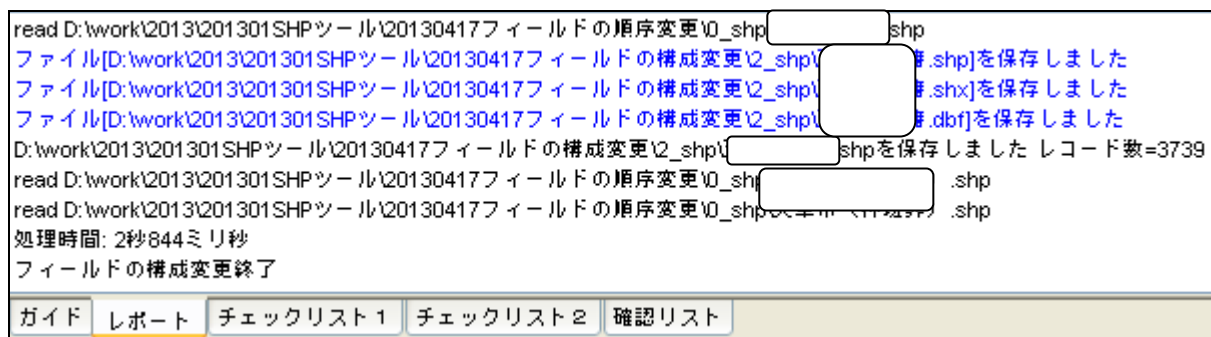 read D:\work\2013\201301SHPツール\20130417フィールドの順序変更\0_shp shp
ファイル[D:\work\2013\201301SHPツール\20130417フィールドの構成変更\2_shp\ .shp]を保存しました
ファイル[D:\work\2013\201301SHPツール\20130417フィールドの構成変更\2_shp\ .shx]を保存しました
ファイル[D:\work\2013\201301SHPツール\20130417フィールドの構成変更\2_shp\ .dbf]を保存しました
D:\work\2013\201301SHPツール\20130417フィールドの構成変更\2_shp\ shpを保存しました レコード数=3739
read D:\work\2013\201301SHPツール\20130417フィールドの順序変更\0_shp .shp
read D:\work\2013\201301SHPツール\20130417フィールドの順序変更\0_shp .shp
処理時間: 2秒844ミリ秒
フィールドの構成変更終了
ガイド レポート チェックリスト1 チェックリスト2 確認リスト